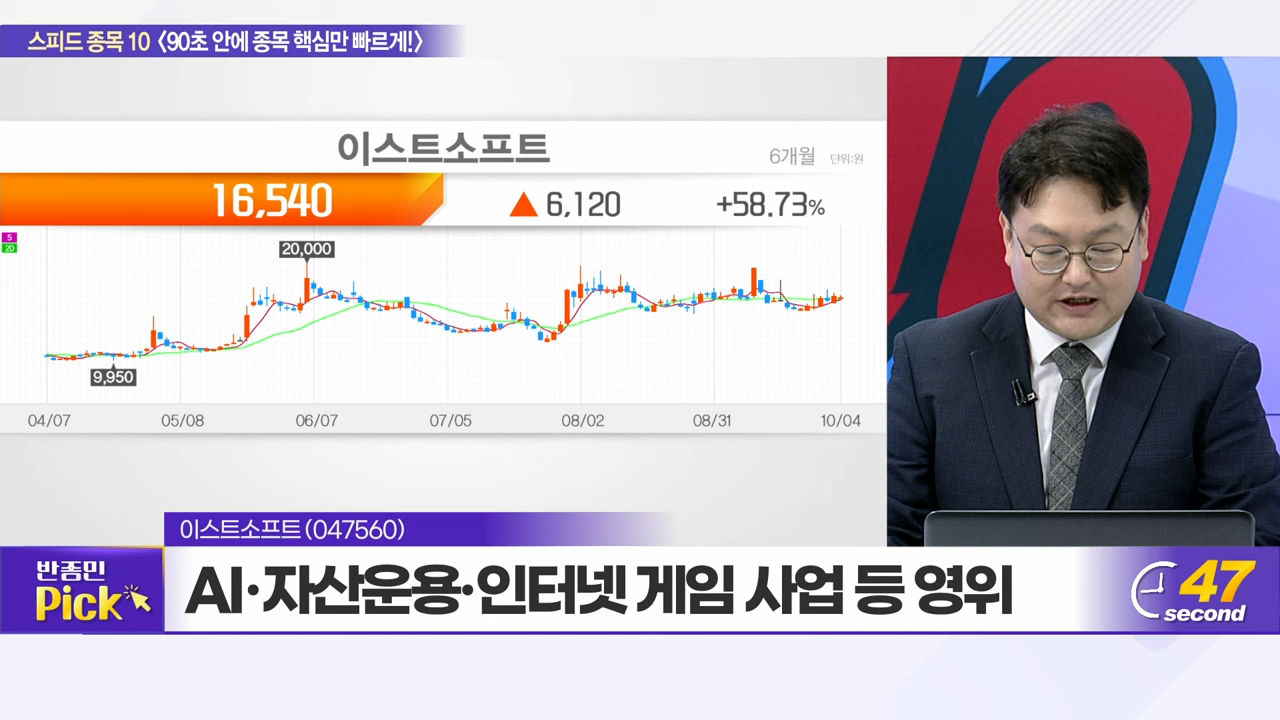 스피드 종목 10 〈90초 안에 종목 핵심만 빠르게!〉
이스트소프트
6개월 단위:원
16,540 ▲ 6,120 +58.73%
5
20
20,000
9,950
04/07 05/08 06/07 07/05 08/02 08/31 10/04
이스트소프트(047560)
반종민
Pick
AI·자산운용·인터넷 게임 사업 등 영위
47
second